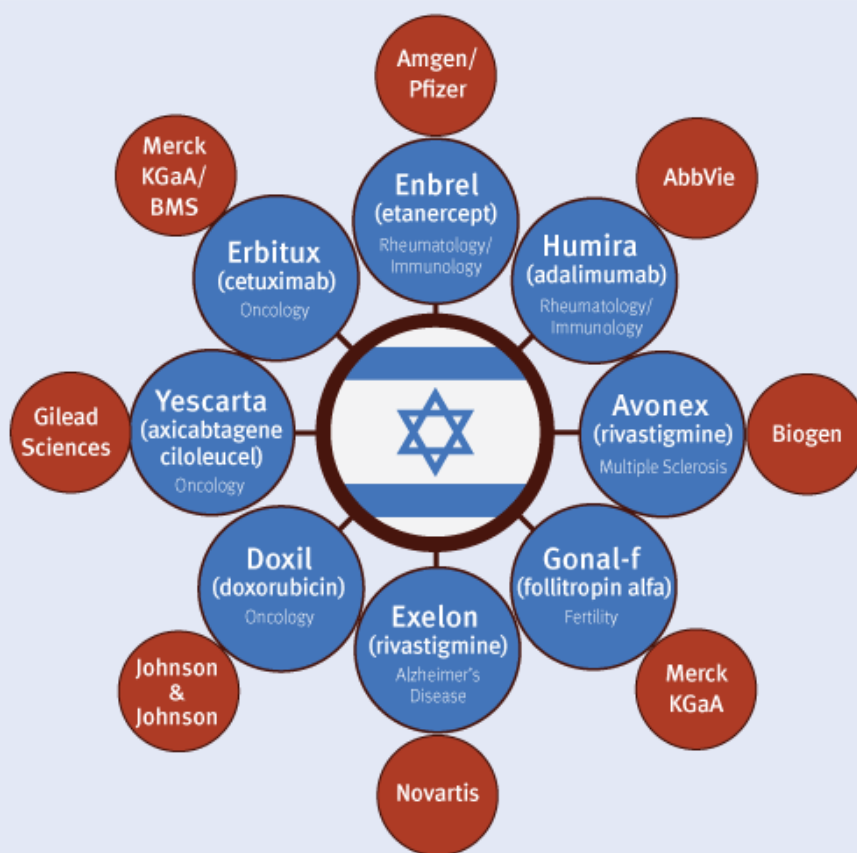 Amgen/
Pfizer
Enbrel
(etanercept)
Rheumatology/
Immunology
AbbVie
Humira
(adalimumab)
Rheumatology/
Immunology
Biogen
Avonex
(rivastigmine)
Multiple Sclerosis
Merck
KGaA
Gonal-f
(follitropin alfa)
Fertility
Novartis
Exelon
(rivastigmine)
Alzheimer's
Disease
Johnson
&
Johnson
Doxil
(doxorubicin)
Oncology
Gilead
Sciences
Yescarta
(axicabtagene
ciloleucel)
Oncology
Merck
KGaA/
BMS
Erbitux
(cetuximab)
Oncology